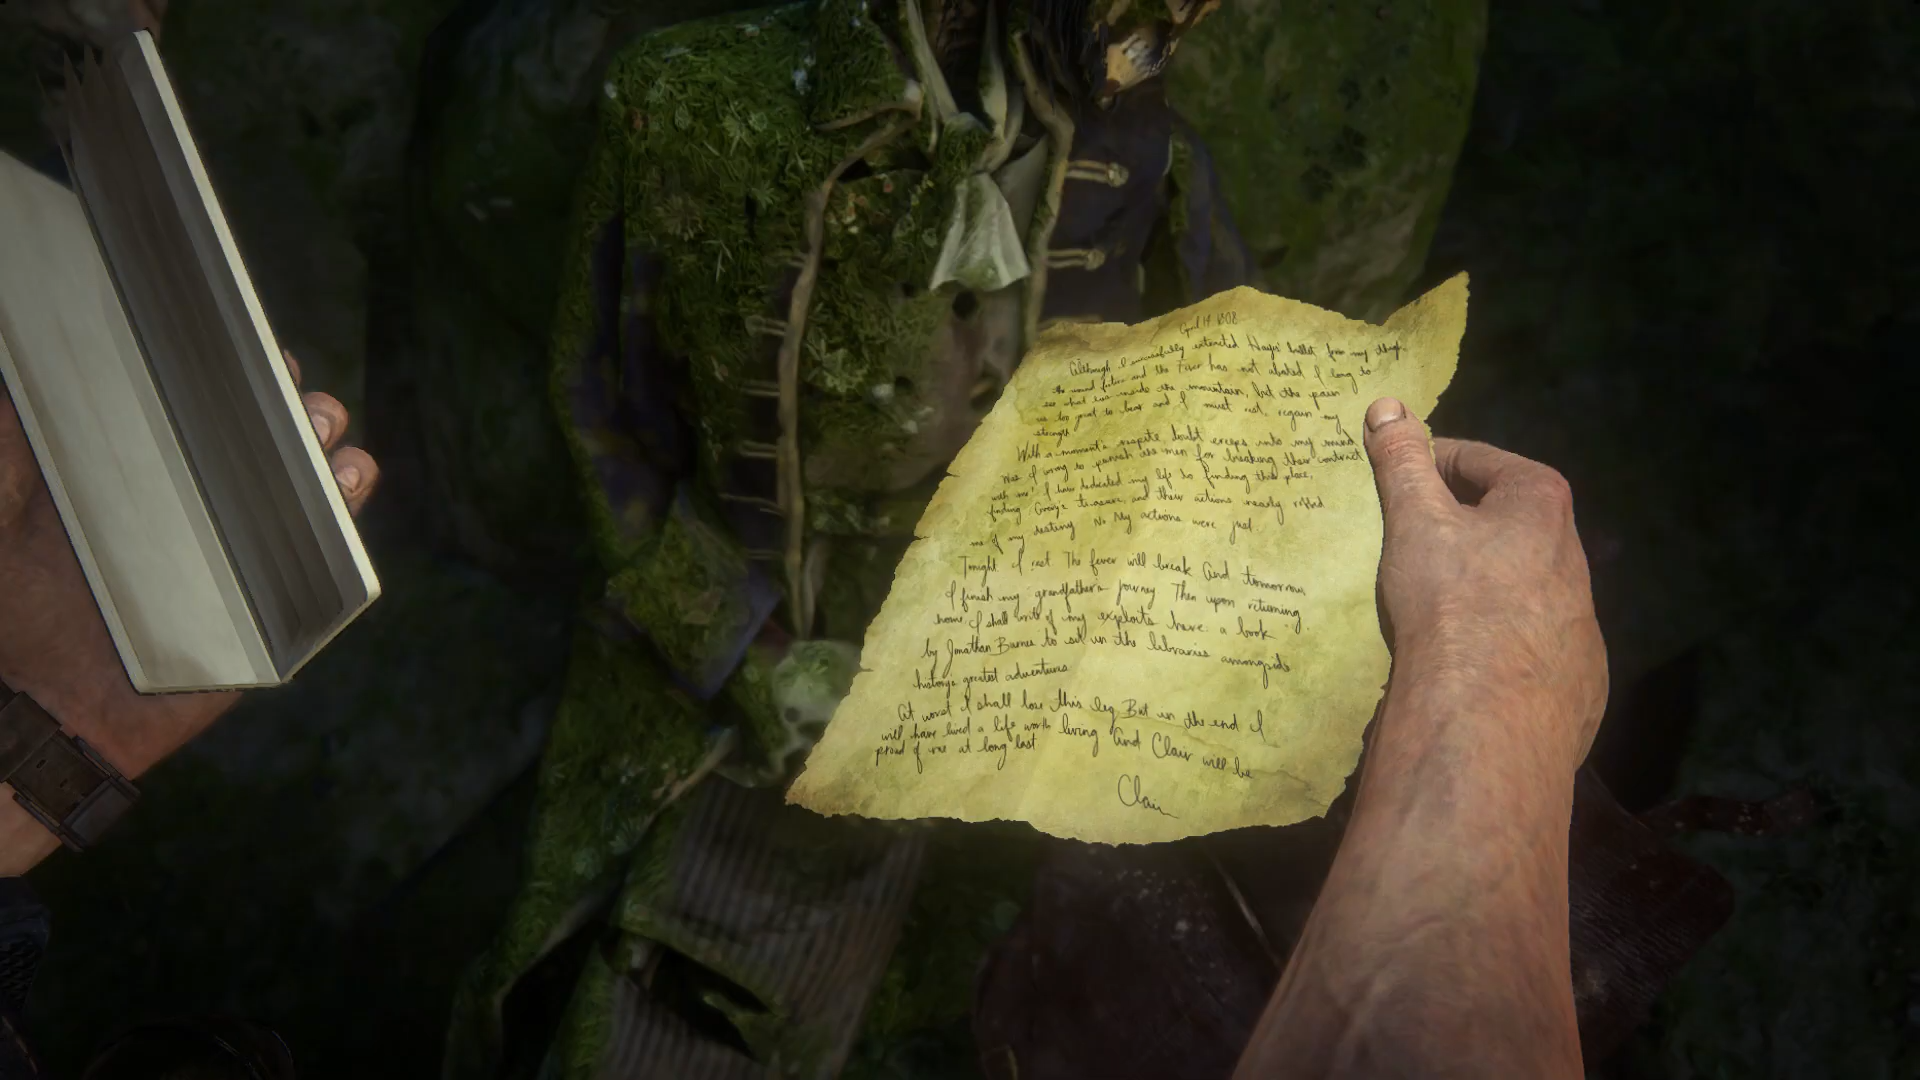 April 14 1808
Although I successfully extracted Hayes' bullet from my thigh
the wound festers and the Fever has not abated I long to
see what lies inside the mountain, but the pain
is too great to bear and I must rest, regain my
strength
With a moment's respite doubt creeps into my mind
Was I wrong to punish the men for breaking their contract
with me? I have dedicated my life to finding this place,
finding Avery's treasure, and their actions nearly robbed
me of my destiny No My actions were just.
Tonight I rest The fever will break And tomorrow,
I finish my grandfather's journey Then upon returning
home I shall write of my exploits have a book
by Jonathan Burnes to sit in the libraries amongside
history's greatest adventures
At worst I shall lose this leg But in the end I
will have lived a life worth living And Clair will be
proud of me at long last
Clair